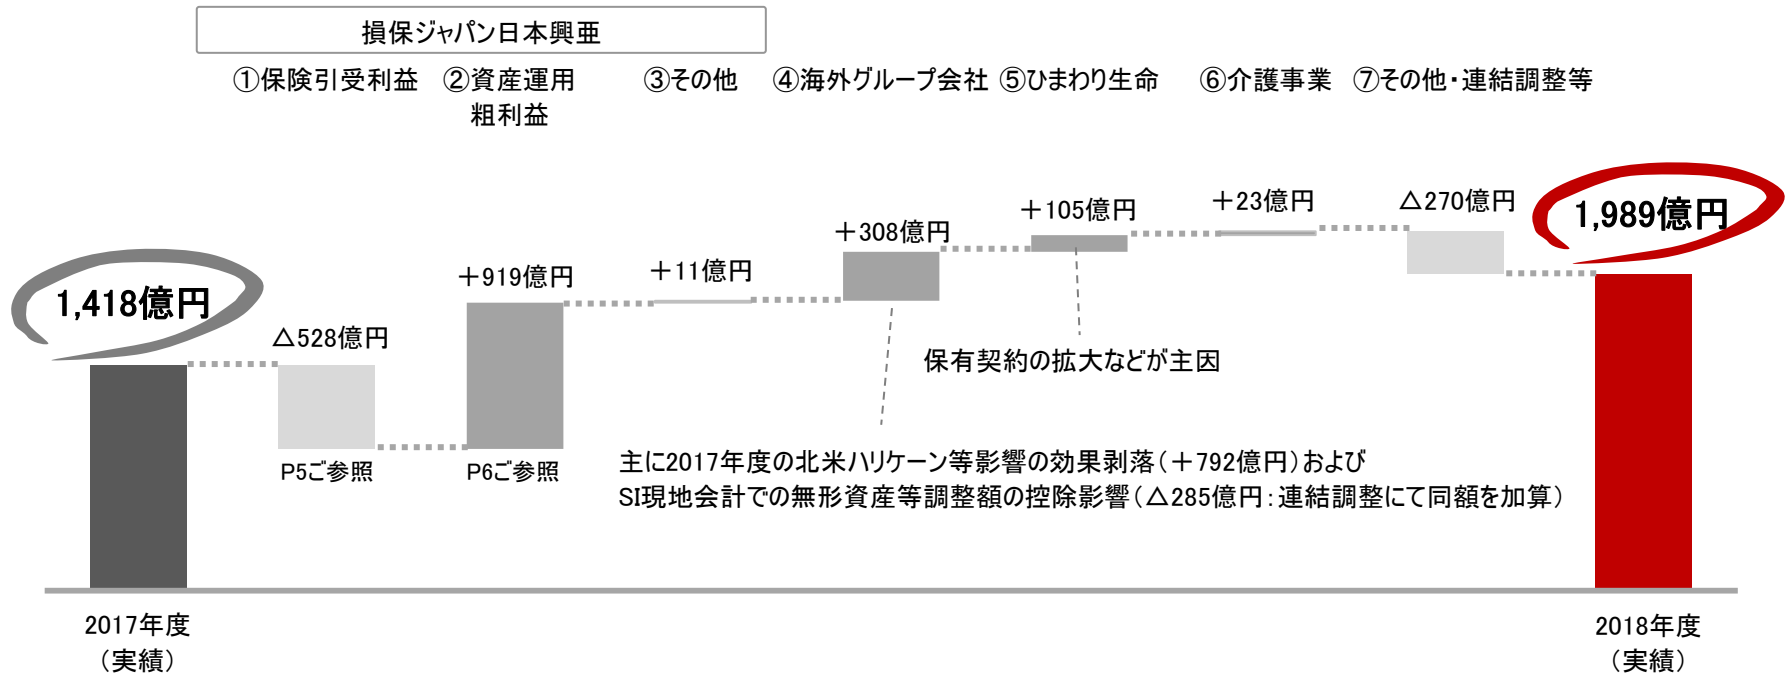 損保ジャパン日本興亜
①保険引受利益
②資産運用
粗利益
③その他
④海外グループ会社
⑤ひまわり生命
⑥介護事業
⑦その他・連結調整等
1,418億円
△528億円
＋919億円
＋11億円
＋308億円
＋105億円
＋23億円
△270億円
1,989億円
P5ご参照
P6ご参照
保有契約の拡大などが主因
主に2017年度の北米ハリケーン等影響の効果剥落（＋792億円）および
SI現地会計での無形資産等調整額の控除影響（△285億円：連結調整にて同額を加算）
2017年度
（実績）
2018年度
（実績）